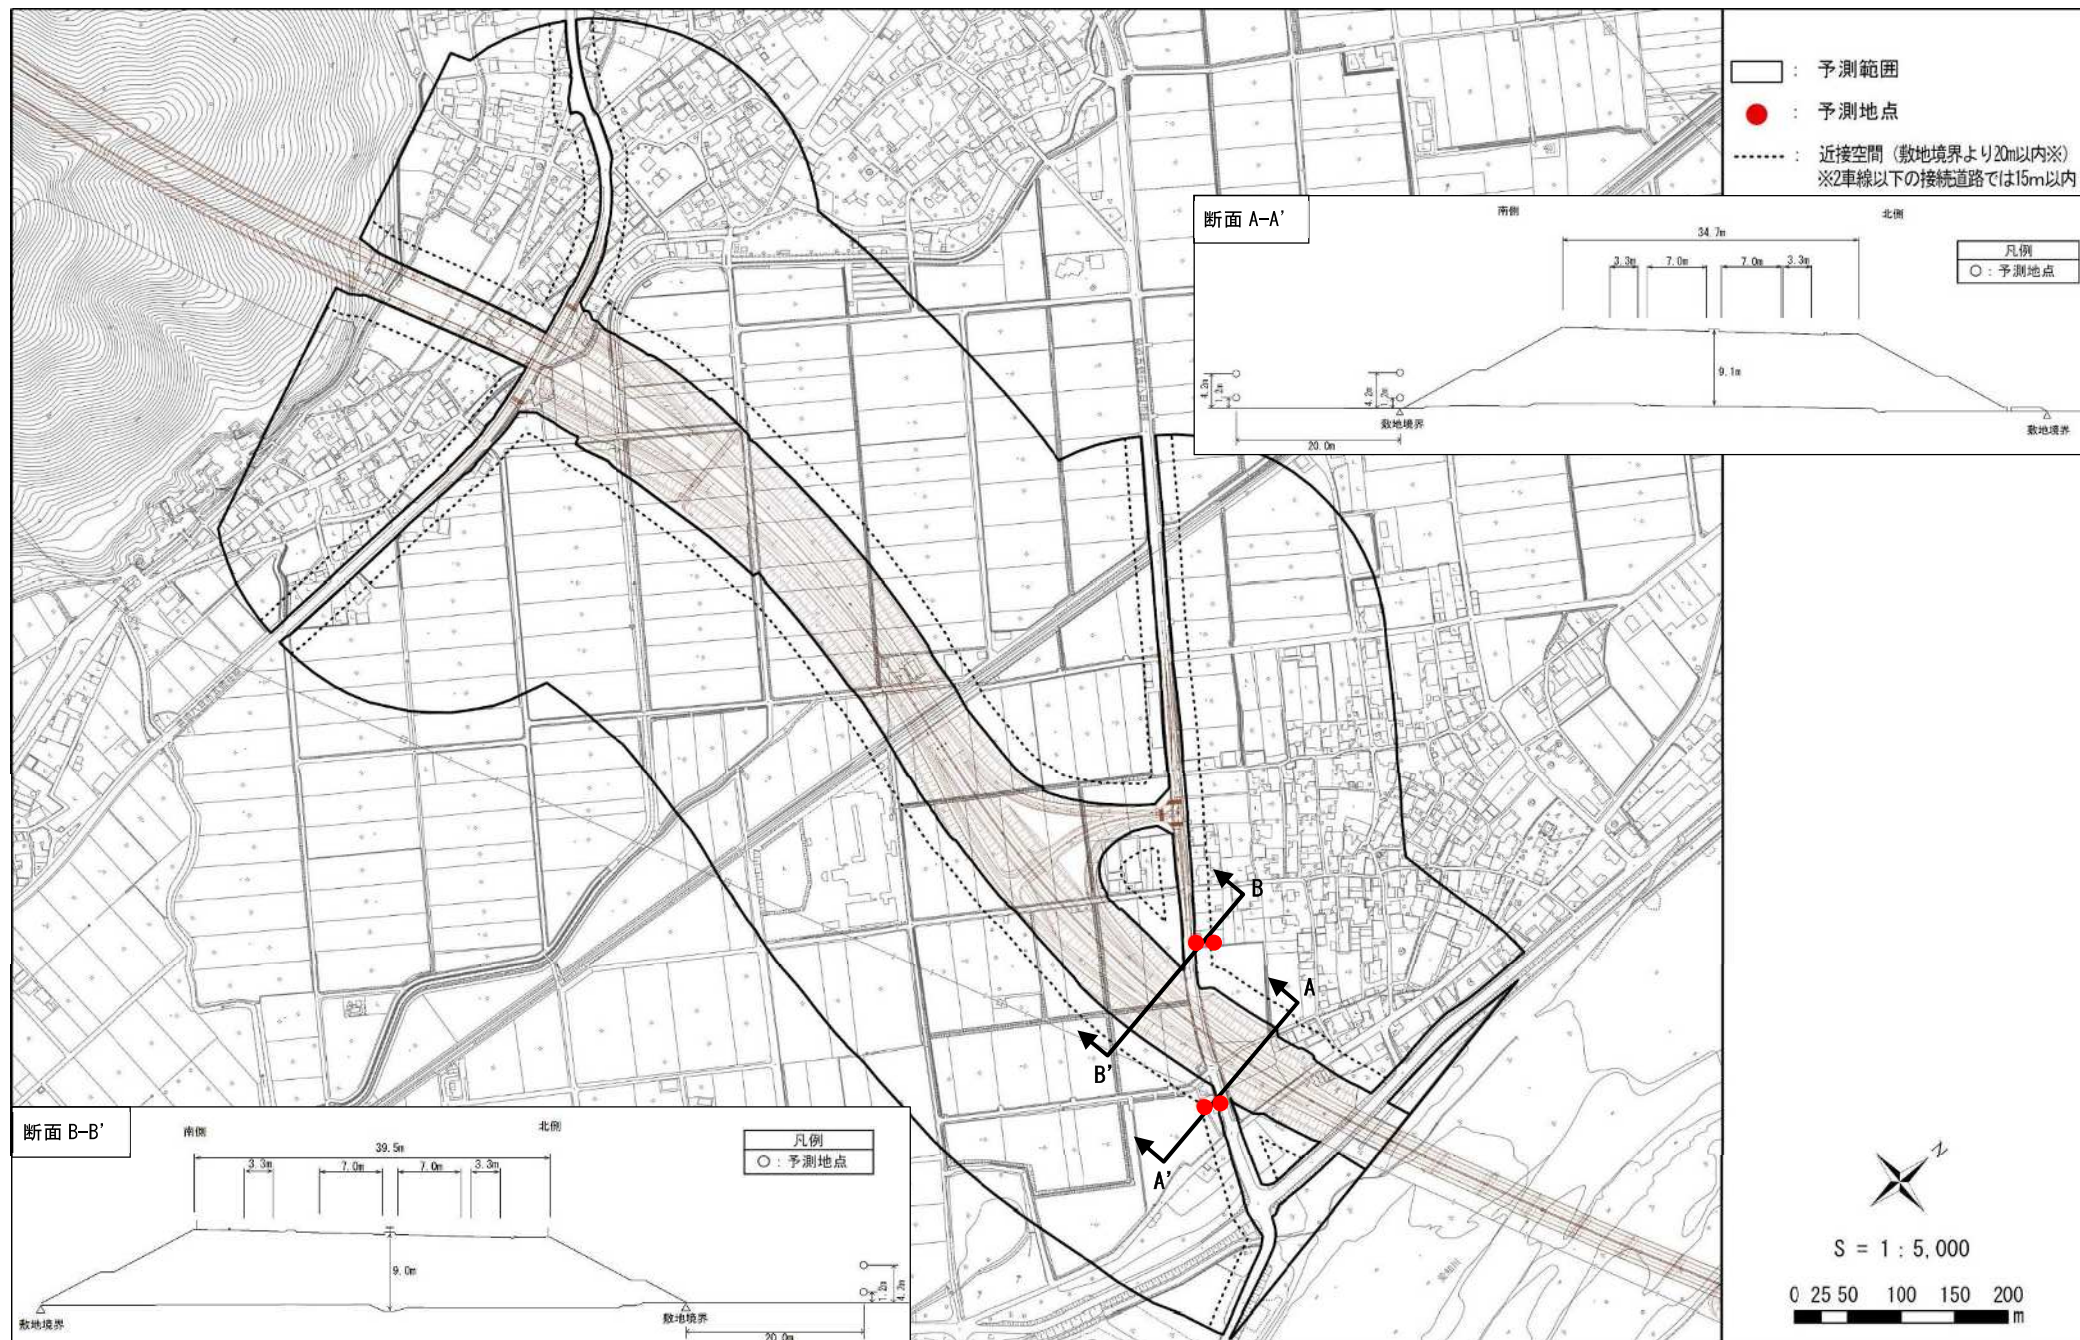 ： 予測範囲
： 予測地点
： 近接空間（敷地境界より20m以内※）
※2車線以下の接続道路では15m以内
断面 A-A'
南側
北側
34.7m
凡例
○：予測地点
3.3m
7.0m
7.0m
3.3m
9.1m
4.2m
1.2m
4.2m
1.2m
敷地境界
敷地境界
20.0m
B
A
B'
A'
断面 B-B'
南側
北側
39.5m
凡例
○：予測地点
3.3m
7.0m
7.0m
3.3m
9.0m
1.2m
敷地境界
敷地境界
20.0m
N
S = 1：5,000
0 25 50 100 150 200
m